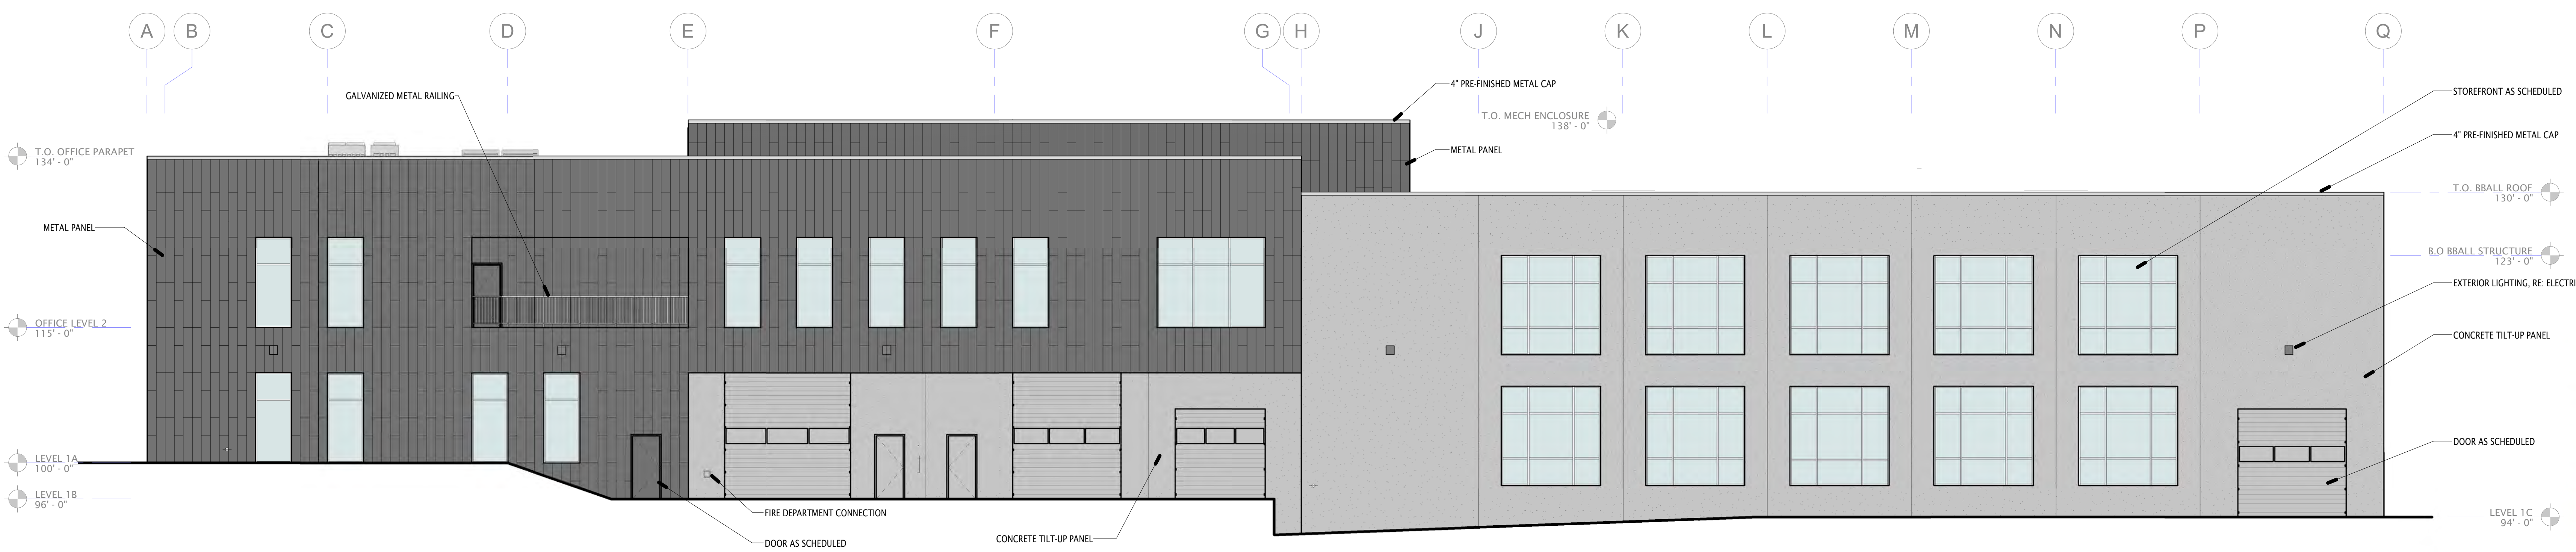 A B C D E F G H J K L M N P Q
4" PRE-FINISHED METAL CAP
GALVANIZED METAL RAILING
STOREFRONT AS SCHEDULED
T.O. MECH ENCLOSURE
138' - 0"
4" PRE-FINISHED METAL CAP
T.O. OFFICE PARAPET
134' - 0"
METAL PANEL
T.O. BBALL ROOF
130' - 0"
METAL PANEL
B.O BBALL STRUCTURE
123' - 0"
EXTERIOR LIGHTING, RE: ELECTRI
OFFICE LEVEL 2
115' - 0"
CONCRETE TILT-UP PANEL
DOOR AS SCHEDULED
LEVEL 1A
100' - 0"
LEVEL 1B
96' - 0"
FIRE DEPARTMENT CONNECTION
LEVEL 1C
94' - 0"
CONCRETE TILT-UP PANEL
DOOR AS SCHEDULED